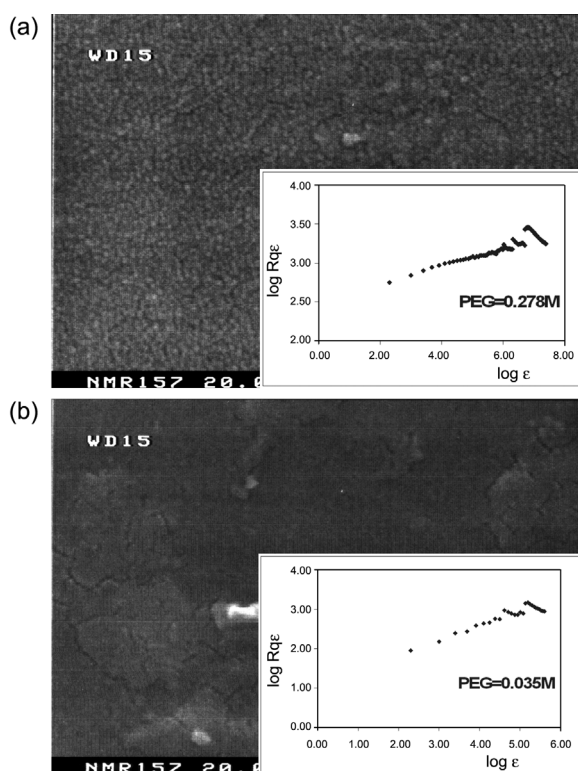 (a)
WD15
4.00
3.50
3.00
2.50
2.00
log Rqε
PEG=0.278M
0.00 2.00 4.00 6.00 8.00
log ε
NMR157 20.0
(b)
WD15
4.00
3.00
2.00
1.00
0.00
log Rqε
PEG=0.035M
0.00 1.00 2.00 3.00 4.00 5.00 6.00
log ε
NMR157 20.0